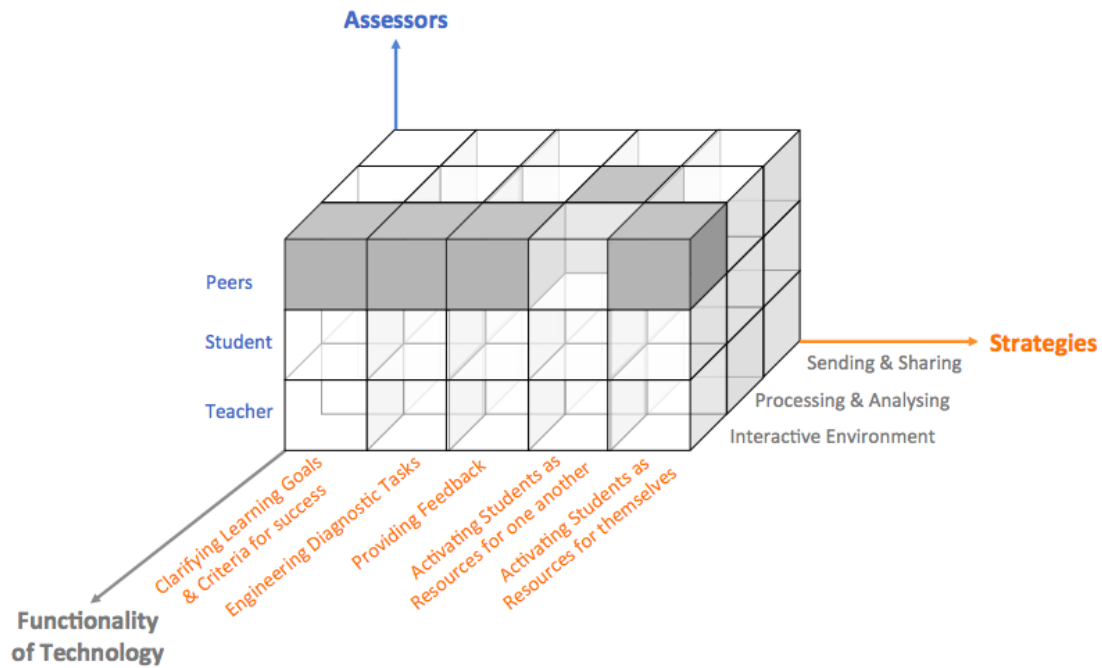 Assessors
Peers
Student
Teacher
Strategies
Sending & Sharing
Processing & Analysing
Interactive Environment
Clarifying Learning Goals
& Criteria for success
Engineering Diagnostic Tasks
Providing Feedback
Activating Students as
Resources for one another
Activating Students as
Resources for themselves
Functionality
of Technology